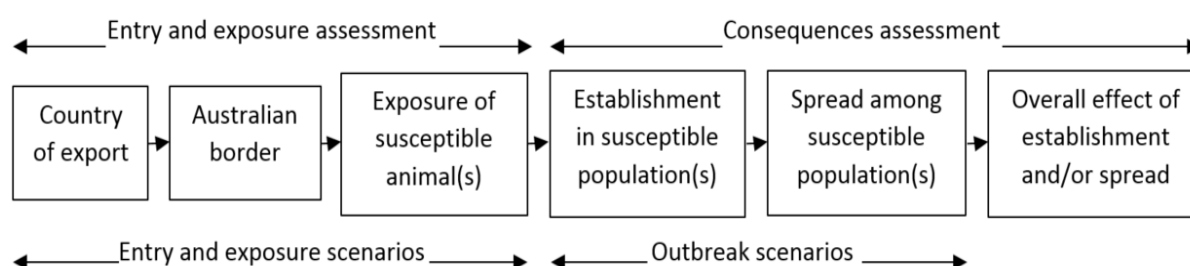 Entry and exposure assessment
Consequences assessment
Country
of export
Australian
border
Exposure of
susceptible
animal(s)
Establishment
in susceptible
population(s)
Spread among
susceptible
population(s)
Overall effect of
establishment
and/or spread
Entry and exposure scenarios
Outbreak scenarios